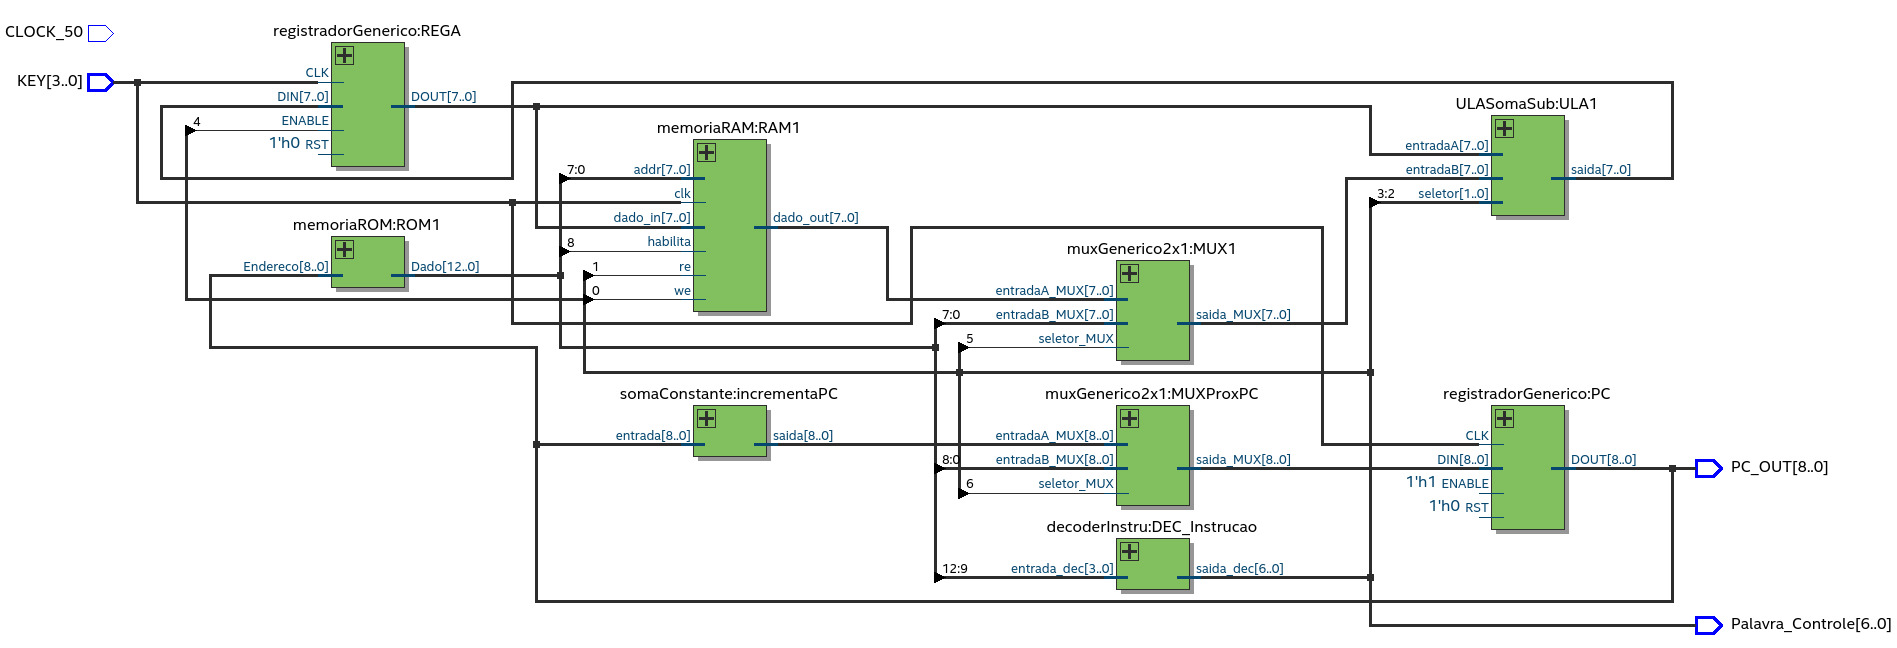 CLOCK_50
KEY[3..0]
registradorGenerico:REGA
CLK
DIN[7..0]
ENABLE
1'h0 RST
DOUT[7..0]
4
memoriaROM:ROM1
Endereco[8..0]
Dado[12..0]
memoriaRAM:RAM1
7:0
addr[7..0]
clk
dado_in[7..0]
8
habilita
1
re
0
we
dado_out[7..0]
somaConstante:incrementaPC
entrada[8..0]
saida[8..0]
muxGenerico2x1:MUX1
entradaA_MUX[7..0]
7:0
entradaB_MUX[7..0]
5
seletor_MUX
saida_MUX[7..0]
muxGenerico2x1:MUXProxPC
entradaA_MUX[8..0]
8:0
entradaB_MUX[8..0]
6
seletor_MUX
saida_MUX[8..0]
decoderInstru:DEC_Instrucao
12:9
entrada_dec[3..0]
saida_dec[6..0]
ULASomaSub:ULA1
entradaA[7..0]
entradaB[7..0]
3:2
seletor[1..0]
saida[7..0]
registradorGenerico:PC
CLK
DIN[8..0]
1'h1 ENABLE
1'h0 RST
DOUT[8..0]
PC_OUT[8..0]
Palavra_Controle[6..0]